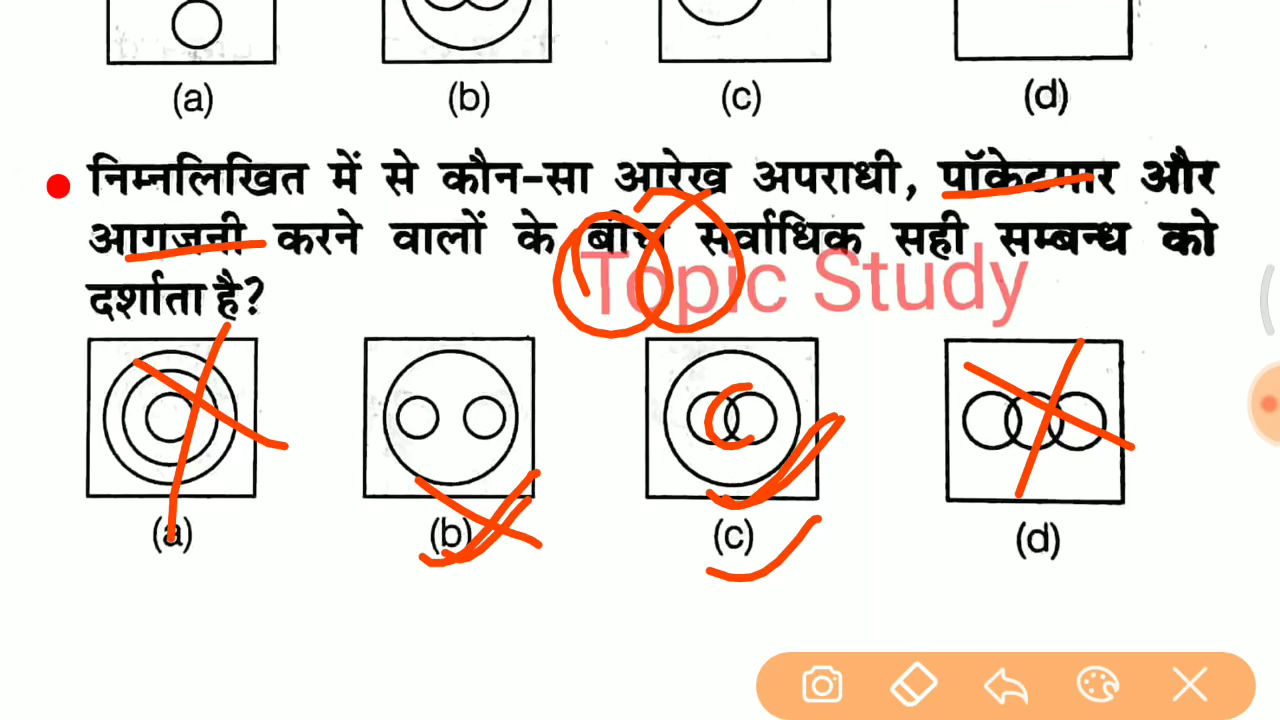 (a) (b) (c) (d)
निम्नलिखित में से कौन-सा आरेख अपराधी, पॉकेटमार और
आगजनी करने वालों के बीच सर्वाधिक सही सम्बन्ध को
दर्शाता है?
Topic Study
(a) (b) (c) (d)